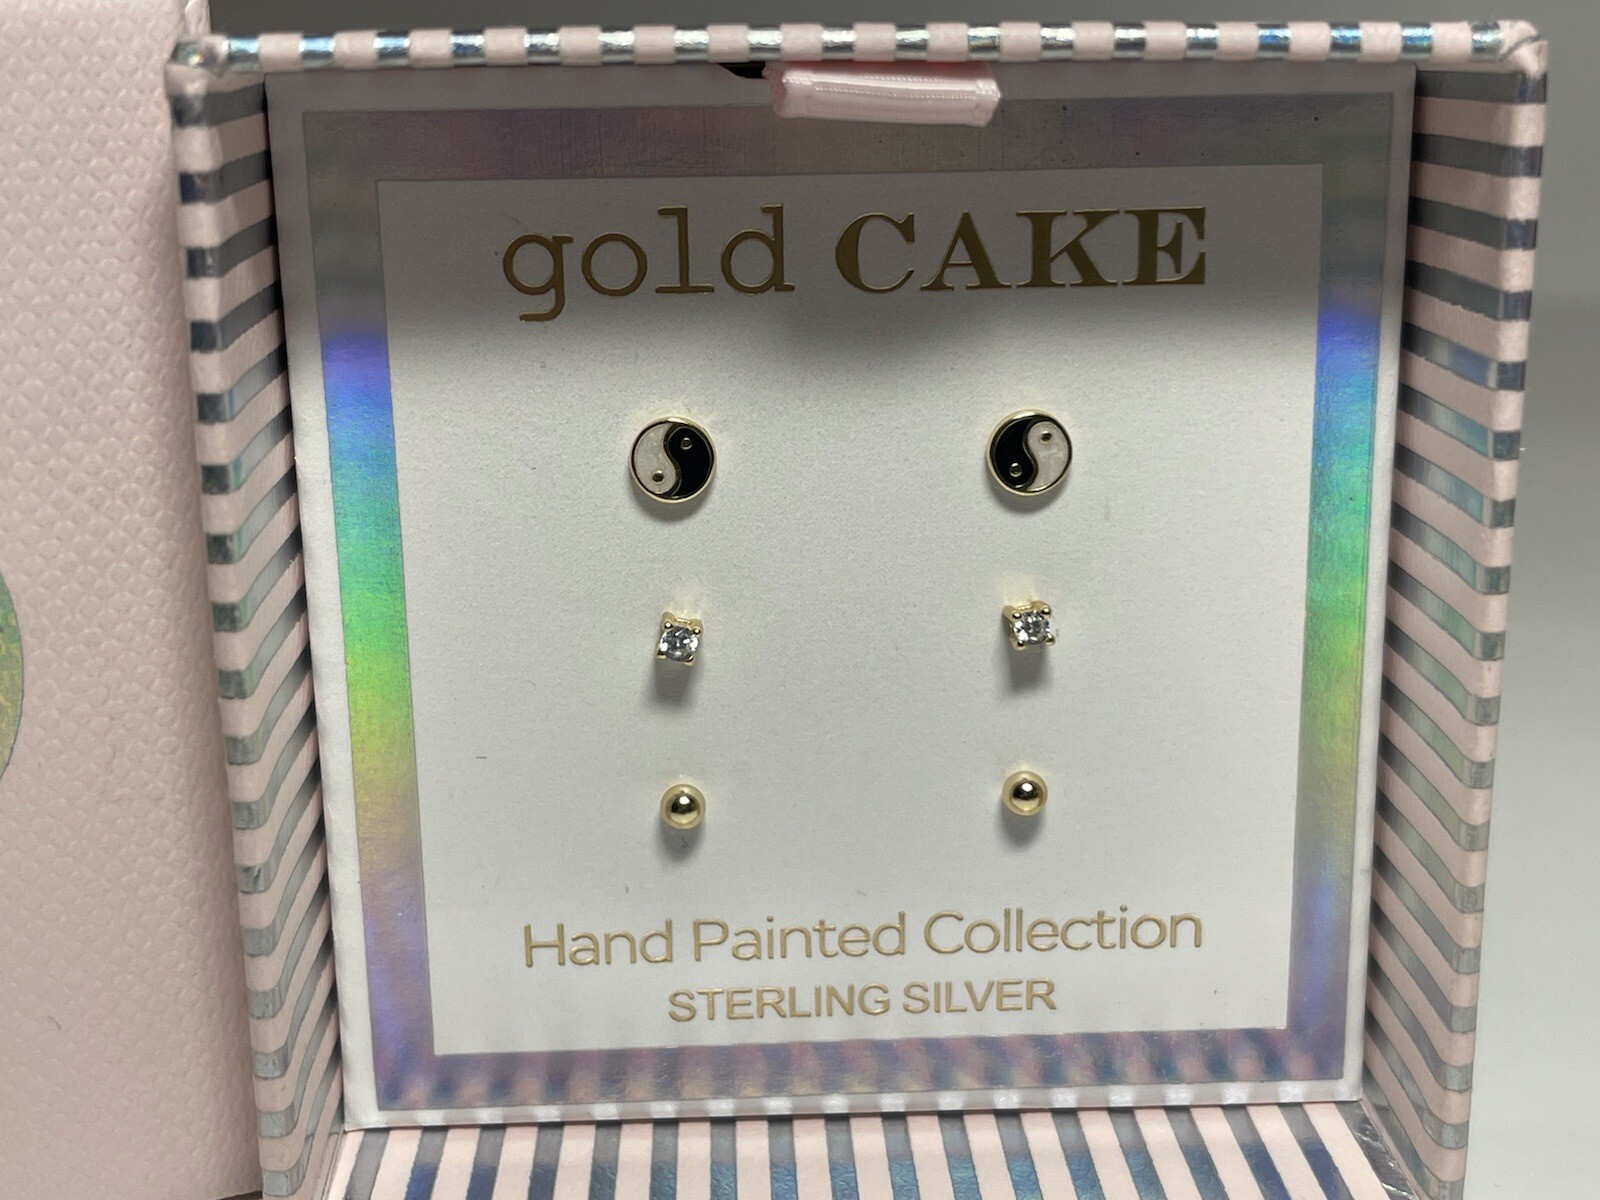 gold CAKE
Hand Painted Collection
STERLING SILVER